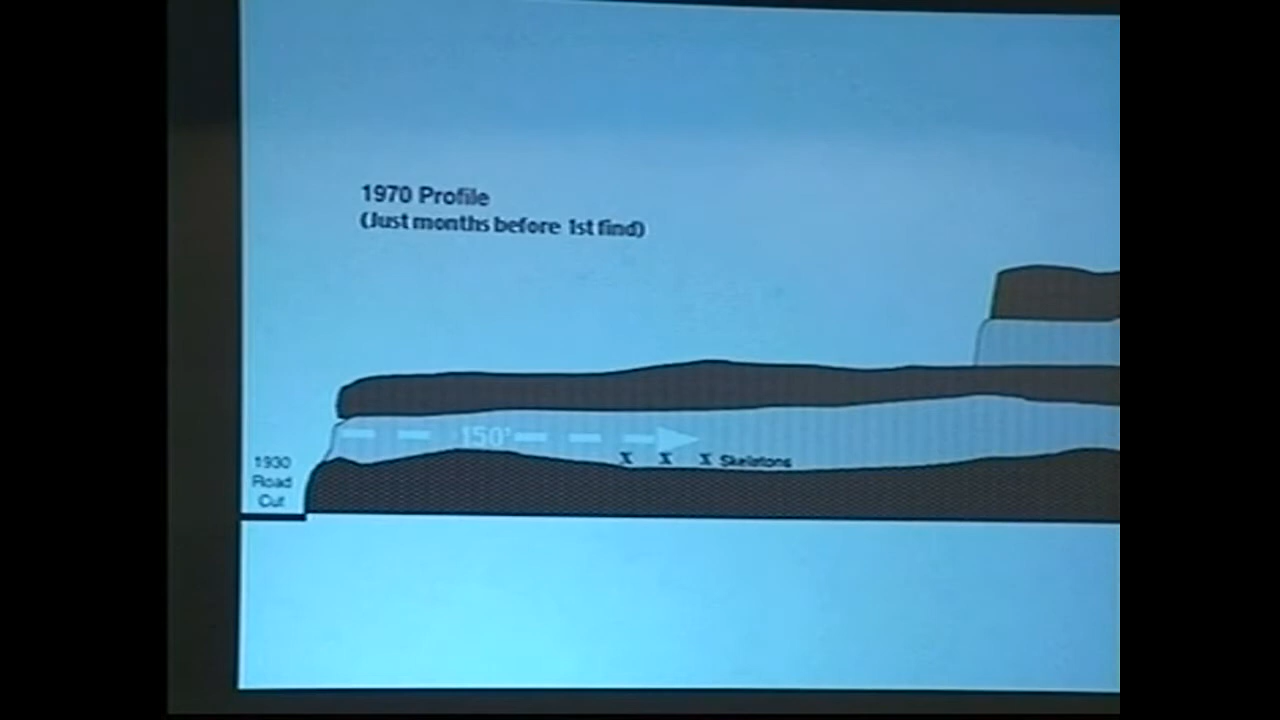 1970 Profile
(Just months before 1st find)
150'
X X X Skeletons
1930
Road
Cut